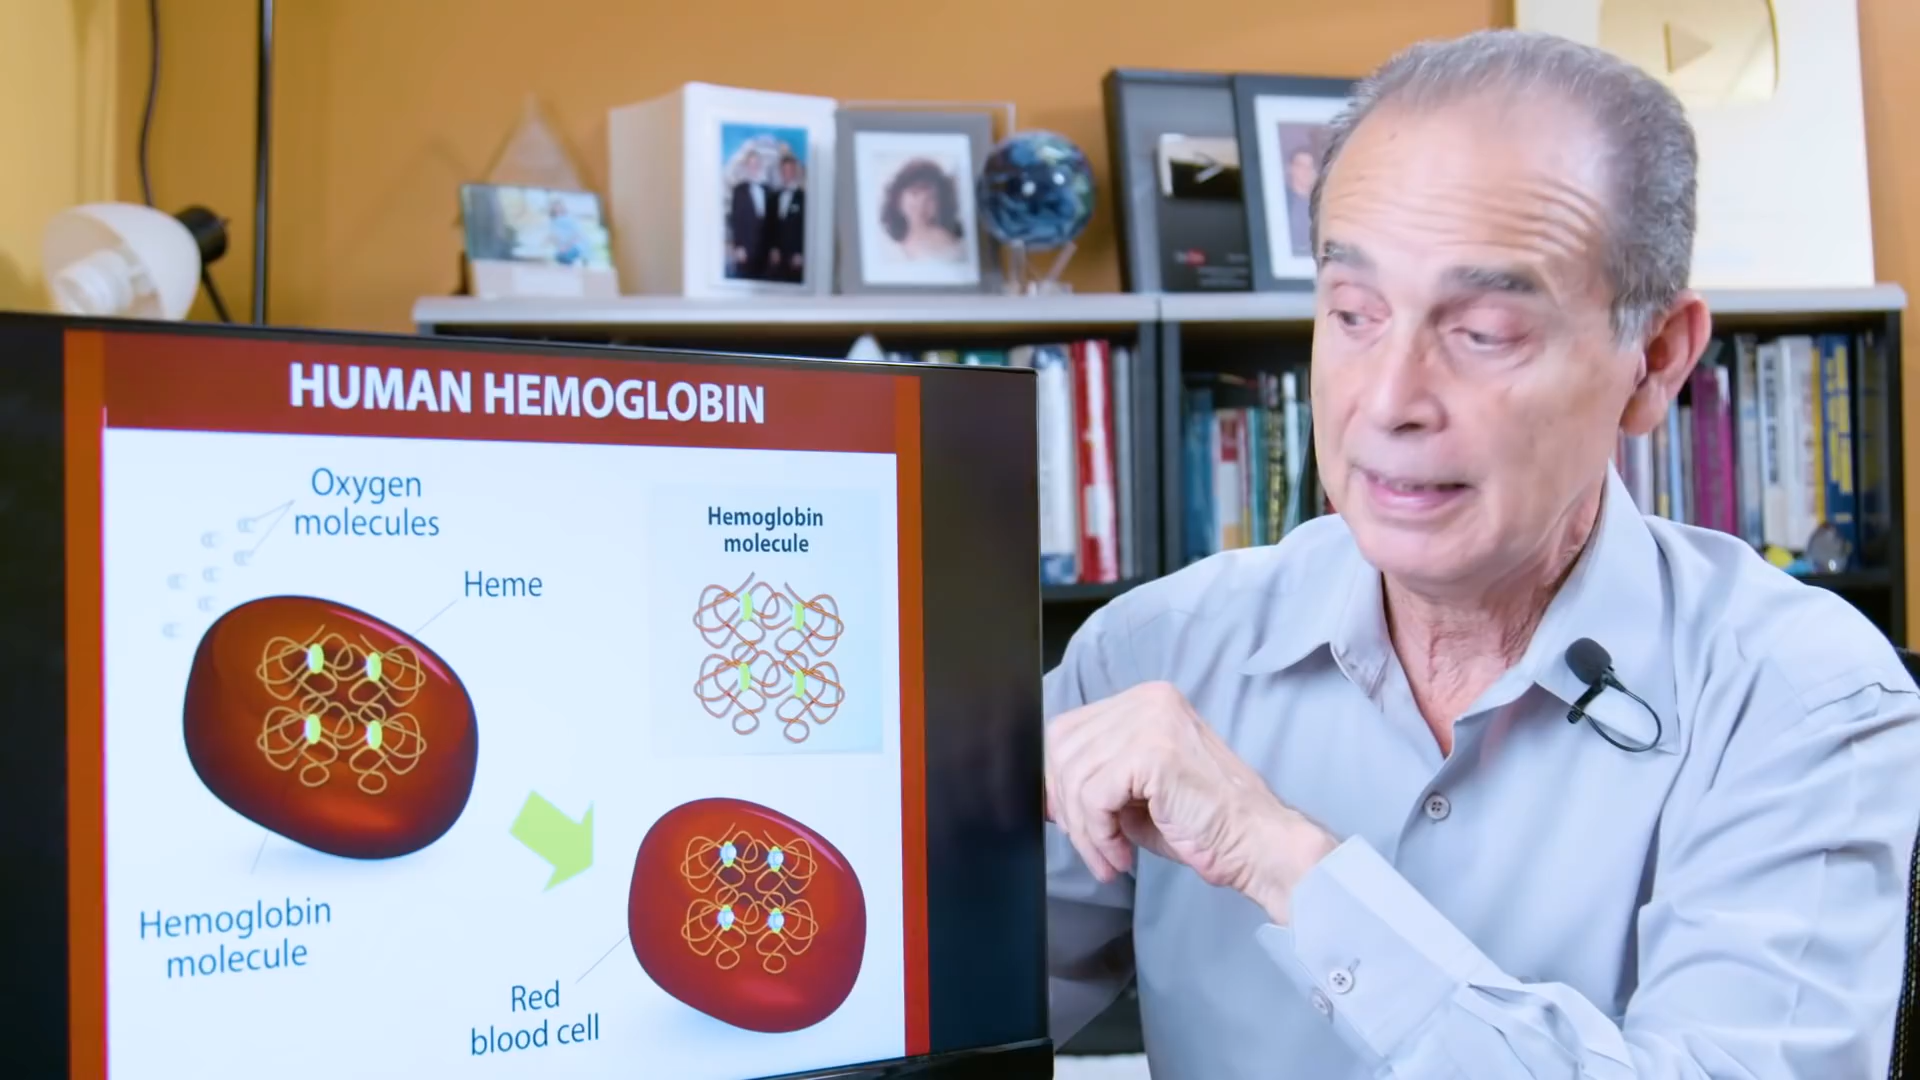 HUMAN HEMOGLOBIN
Oxygen
molecules
Heme
Hemoglobin
molecule
Hemoglobin
molecule
Red
blood cell